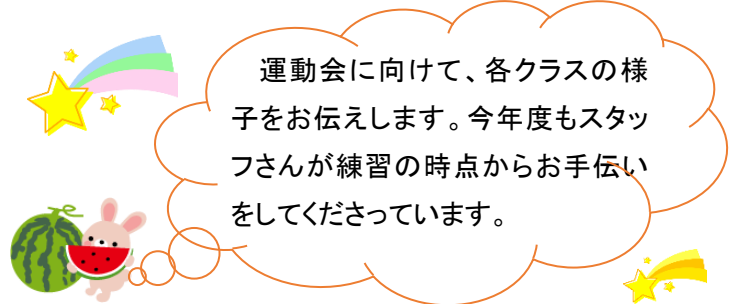 運動会に向けて、各クラスの様
子をお伝えします。今年度もスタッ
フさんが練習の時点からお手伝い
をしてくださっています。